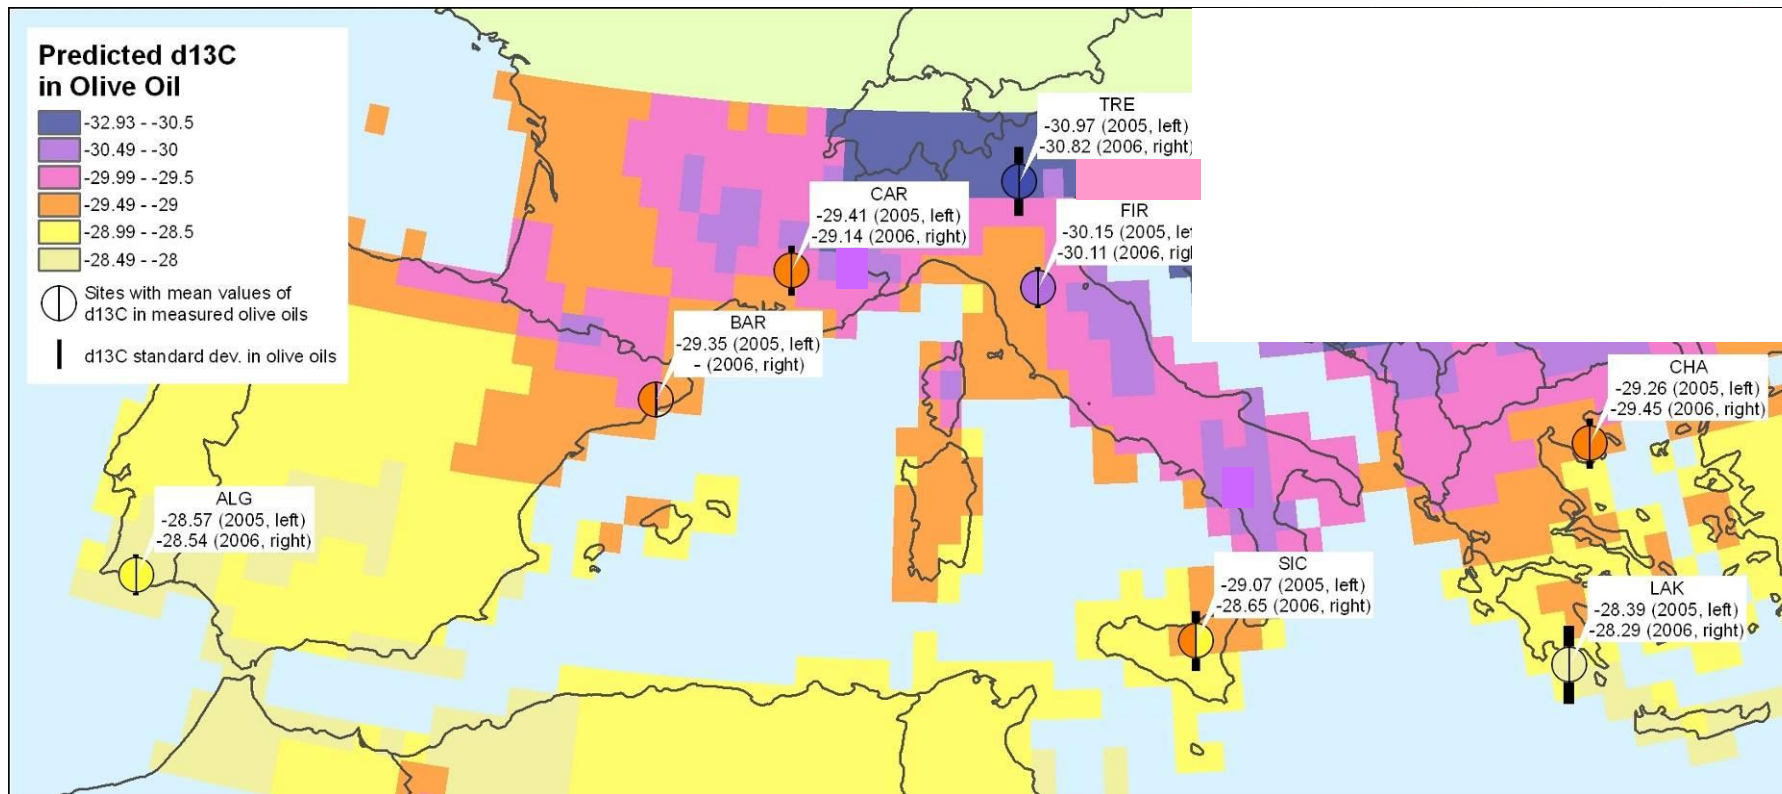 Predicted d13C
in Olive Oil
-32.93 - -30.5
-30.49 - -30
-29.99 - -29.5
-29.49 - -29
-28.99 - -28.5
-28.49 - -28
Sites with mean values of
d13C in measured olive oils
d13C standard dev. in olive oils
TRE
-30.97 (2005, left)
-30.82 (2006, right)
CAR
-29.41 (2005, left)
-29.14 (2006, right)
FIR
-30.15 (2005,
-30.11 (2006,
BAR
-29.35 (2005, left)
- (2006, right)
CHA
-29.26 (2005, left)
-29.45 (2006, right)
ALG
-28.57 (2005, left)
-28.54 (2006, right)
SIC
-29.07 (2005, left)
-28.65 (2006, right)
LAK
-28.39 (2005, left)
-28.29 (2006, right)